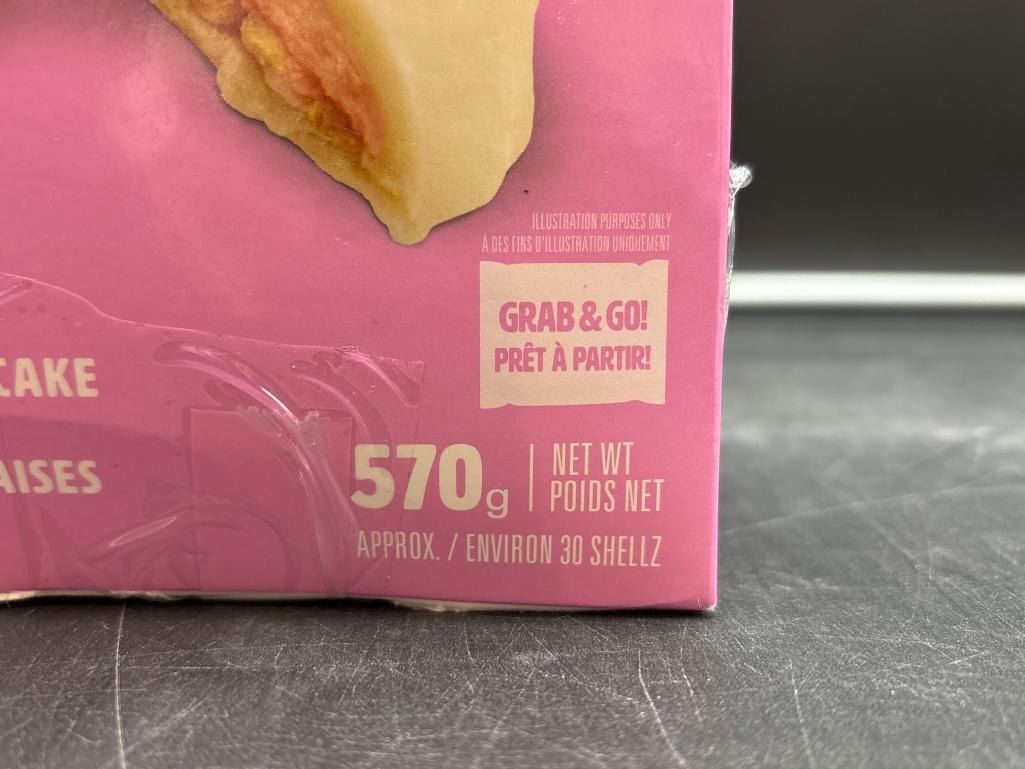 ILLUSTRATION PURPOSES ONLY
À DES FINS D'ILLUSTRATION UNIQUEMENT
GRAB & GO!
PRÊT À PARTIR!
CAKE
AISES
570g
NET WT
POIDS NET
APPROX. / ENVIRON 30 SHELLZ